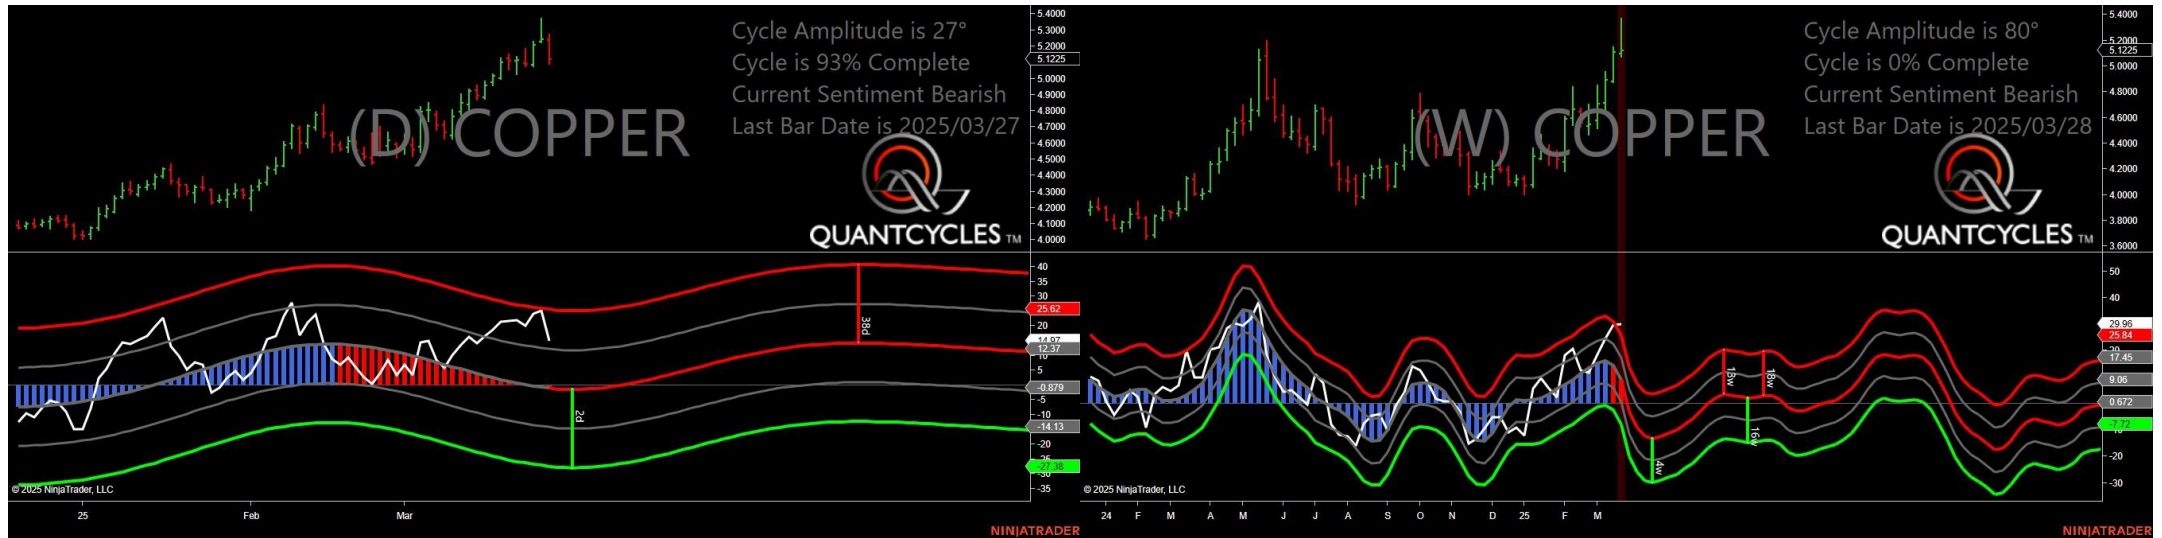 Cycle Amplitude is 27°
Cycle is 93% Complete
Current Sentiment Bearish
Last Bar Date is 2025/03/27
(D) COPPER
QUANTCYCLES TM
5.4000
5.3000
5.2000
5.1225
5.0000
4.9000
4.8000
4.7000
4.6000
4.5000
4.4000
4.3000
4.2000
4.1000
4.0000
40
35
30
25.62
20
14.97
12.37
10
5
-0.879
-5
-10
-14.13
-20
-27.38
-35
38d
2d
© 2025 NinjaTrader, LLC
25
Feb
Mar
NINJATRADER
Cycle Amplitude is 80°
Cycle is 0% Complete
Current Sentiment Bearish
Last Bar Date is 2025/03/28
(W) COPPER
QUANTCYCLES TM
5.4000
5.2000
5.1225
5.0000
4.8000
4.6000
4.4000
4.2000
4.0000
3.8000
3.6000
50
40
29.96
25.84
17.45
9.06
0.672
-7.72
-20
-30
13w
18w
16w
4w
© 2025 NinjaTrader, LLC
24
F
M
A
M
J
J
A
S
O
N
D
25
F
M
NINJATRADER